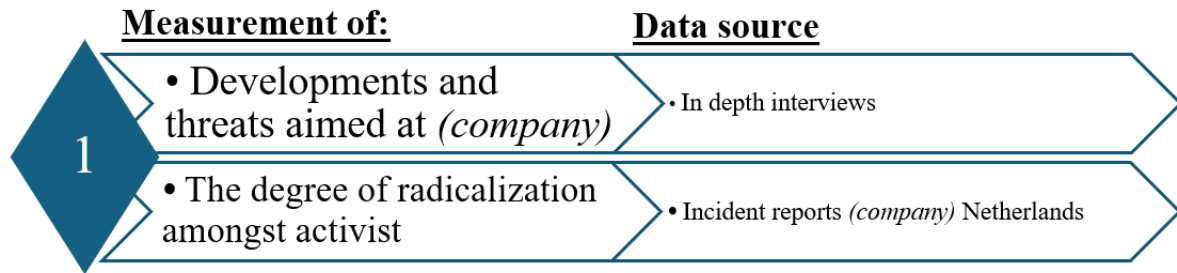 Measurement of:
Data source
1
• Developments and
threats aimed at (company)
• In depth interviews
• The degree of radicalization
amongst activist
• Incident reports (company) Netherlands